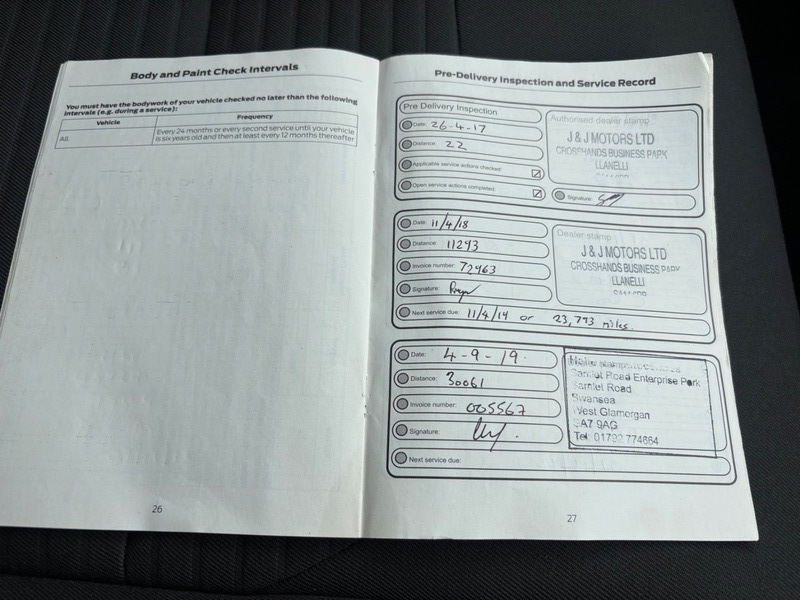 Body and Paint Check Intervals
You must have the bodywork of your vehicle checked no later than the following
intervals (e.g. during a service):
Vehicle Frequency
All. Every 24 months or every second service until your vehicle
is six years old and then at least every 12 months thereafter
26
Pre-Delivery Inspection and Service Record
Pre Delivery Inspection
Date: 26-4-17
Distance: 22
Applicable service actions checked:
Open service actions completed:
Authorised dealer stamp
J & J MOTORS LTD
CROSSHANDS BUSINESS PARK
LLANELLI
Signature:
Date: 11/4/18
Distance: 11293
Invoice number: 72963
Signature:
Next service due: 11/4/19 or 23,793 miles.
Dealer stamp
J & J MOTORS LTD
CROSSHANDS BUSINESS PARK
LLANELLI
Date: 4-9-19.
Distance: 30061
Invoice number: 005567
Signature:
Next service due:
Road Enterprise Park
Road
Swansea
West Glamorgan
SA7 9AG
Tel: 01792 774664
27